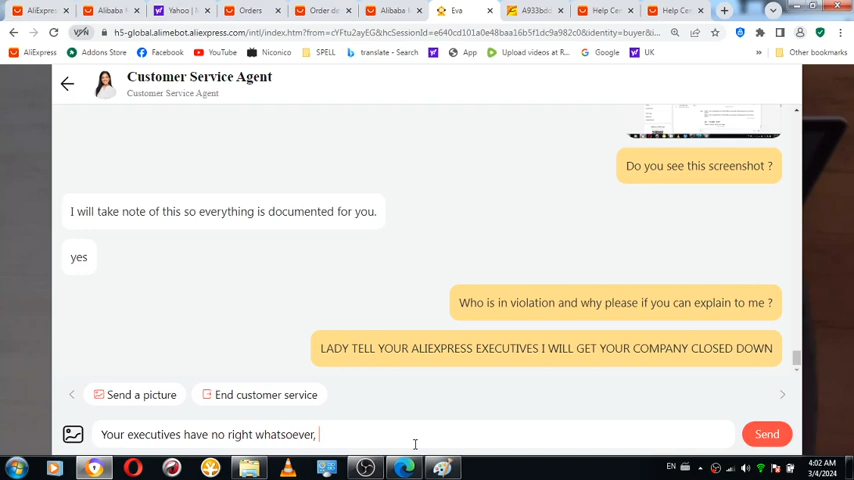 AliExpress
Alibaba
Yahoo |
Orders
Order de
Alibaba
Eva
A933bdd
Help Cen
Help Cen
h5-global.alimebot.aliexpress.com/intl/index.htm?from=cYFtu2ayEG&hcSessionId=e640cd101a0e48bab16b5f1dc9a982c0&identity=buyer&i...
AliExpress
Addons Store
Facebook
YouTube
Niconico
SPELL
translate - Search
App
Upload videos at R...
Google
UK
»
Other bookmarks
Customer Service Agent
Customer Service Agent
Do you see this screenshot ?
I will take note of this so everything is documented for you.
yes
Who is in violation and why please if you can explain to me ?
LADY TELL YOUR ALIEXPRESS EXECUTIVES I WILL GET YOUR COMPANY CLOSED DOWN
Send a picture
End customer service
Your executives have no right whatsoever,
Send
EN
4:02 AM
3/4/2024